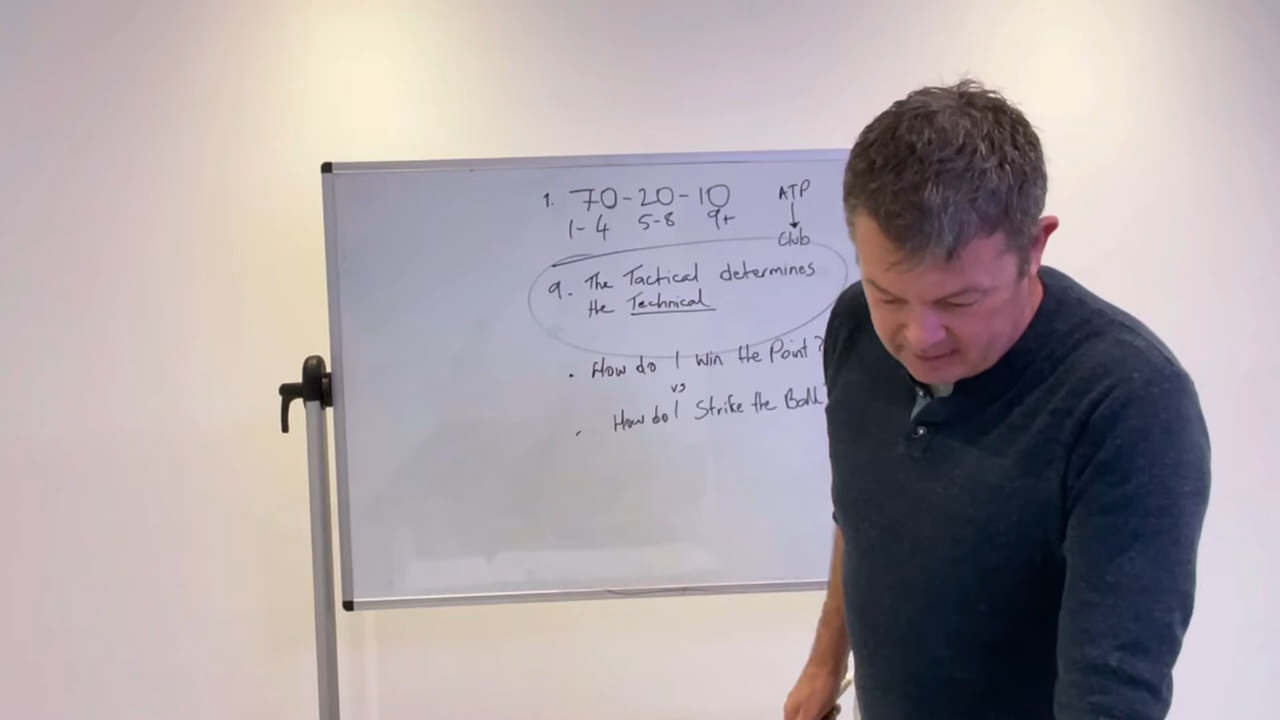 1. 70-20-10
1-4 5-8 9+
ATP
↓
Club
9. The Tactical determines
the Technical
• How do I win the Point?
vs
• How do I Strike the Ball